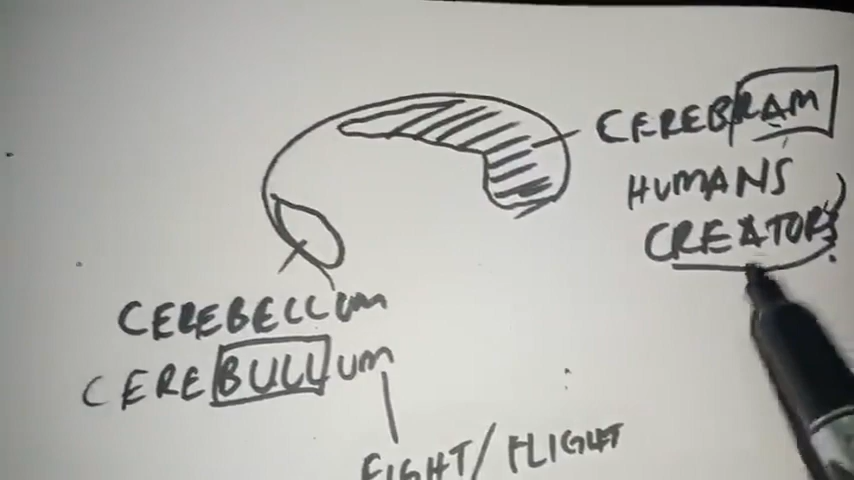 CEREBRAM
HUMANS
CREATORS
CEREBELLUM
CEREBULLUM
FIGHT/FLIGHT